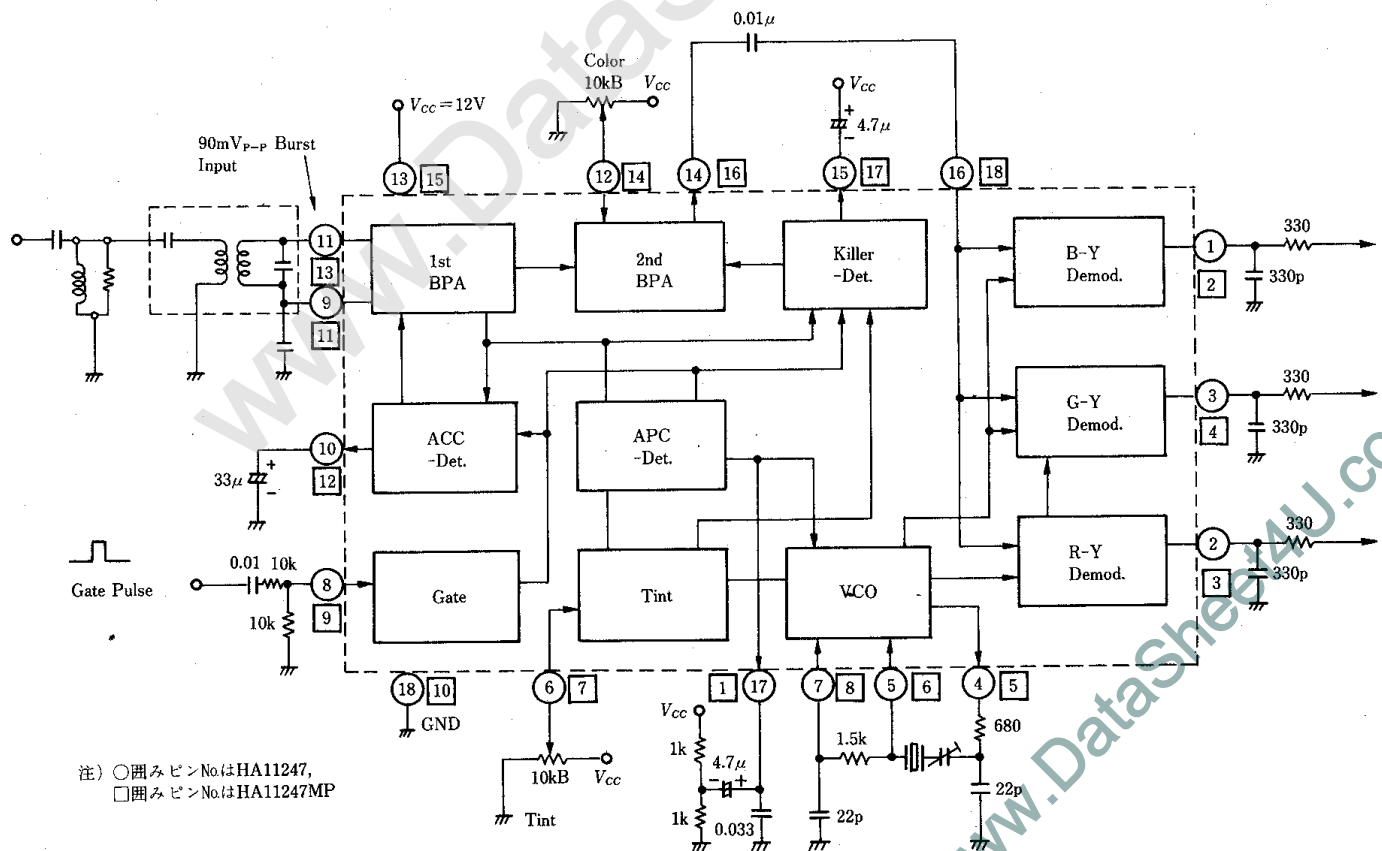 0.01μ
Color
10kB
VCC
VCC
VCC=12V
4.7μ
90mVP-P Burst
Input
13 15
12 14
14 16
15 17
16 18
11
13
9
11
1st
BPA
2nd
BPA
Killer
-Det.
B-Y
Demod.
1
2
330
330p
ACC
-Det.
APC
-Det.
G-Y
Demod.
3
4
330
330p
10
12
33μ
+
-
Gate Pulse
0.01 10k
10k
8
9
Gate
Tint
VCO
R-Y
Demod.
2
3
330
330p
18 10
GND
6 7
1 17
7 8
5 6
4 5
10kB
VCC
Tint
VCC
1k
4.7μ
- +
1k
0.033
1.5k
22p
680
22p
注) ○囲みピンNo.はHA11247,
□囲みピンNo.はHA11247MP
www.DataSheet4U.co
www.Data